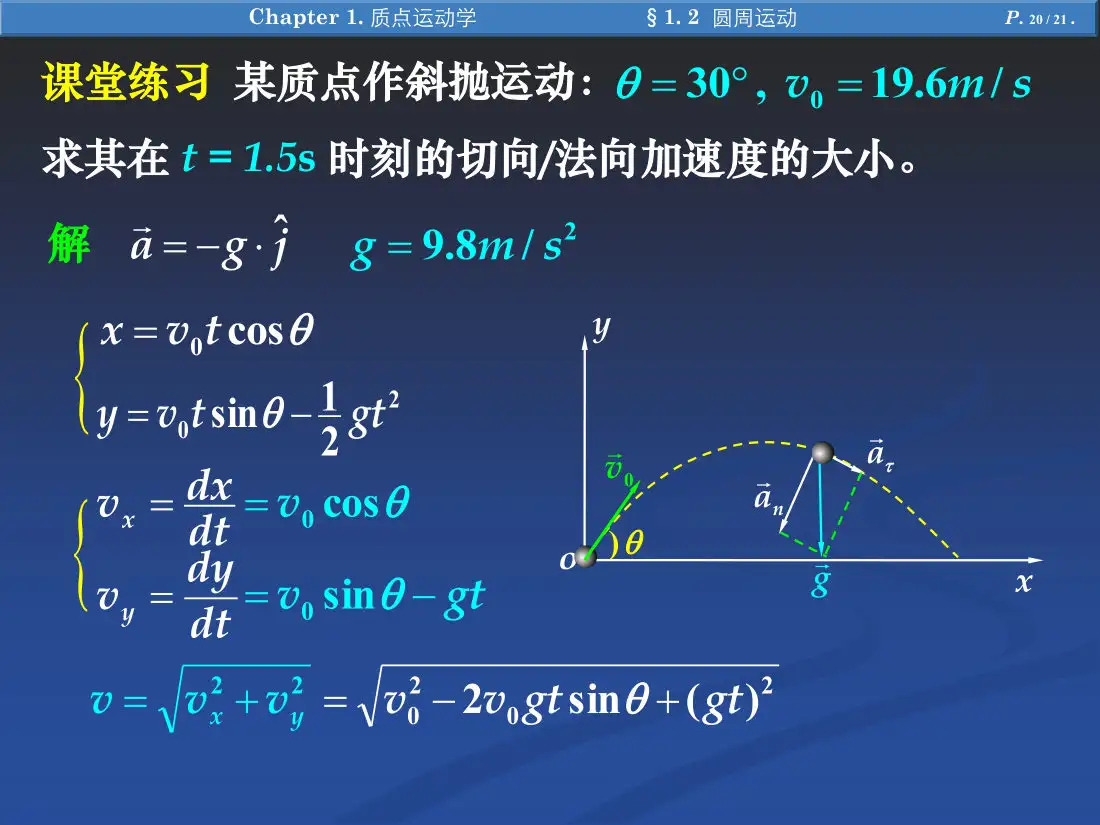 Chapter 1. 质点运动学 §1.2 圆周运动 P. 20 / 21 .
课堂练习 某质点作斜抛运动: θ = 30°, v₀ = 19.6m / s
求其在 t = 1.5s 时刻的切向/法向加速度的大小。
解 a⃗ = −g · ĵ g = 9.8m / s²
x = v₀t cosθ
y = v₀t sinθ − 1/2 gt²
vₓ = dx/dt = v₀ cosθ
v_y = dy/dt = v₀ sinθ − gt
v = √(vₓ² + v_y²) = √(v₀² − 2v₀gt sinθ + (gt)²)
y
v⃗₀
a⃗_n
a⃗_τ
o
) θ
g⃗
x